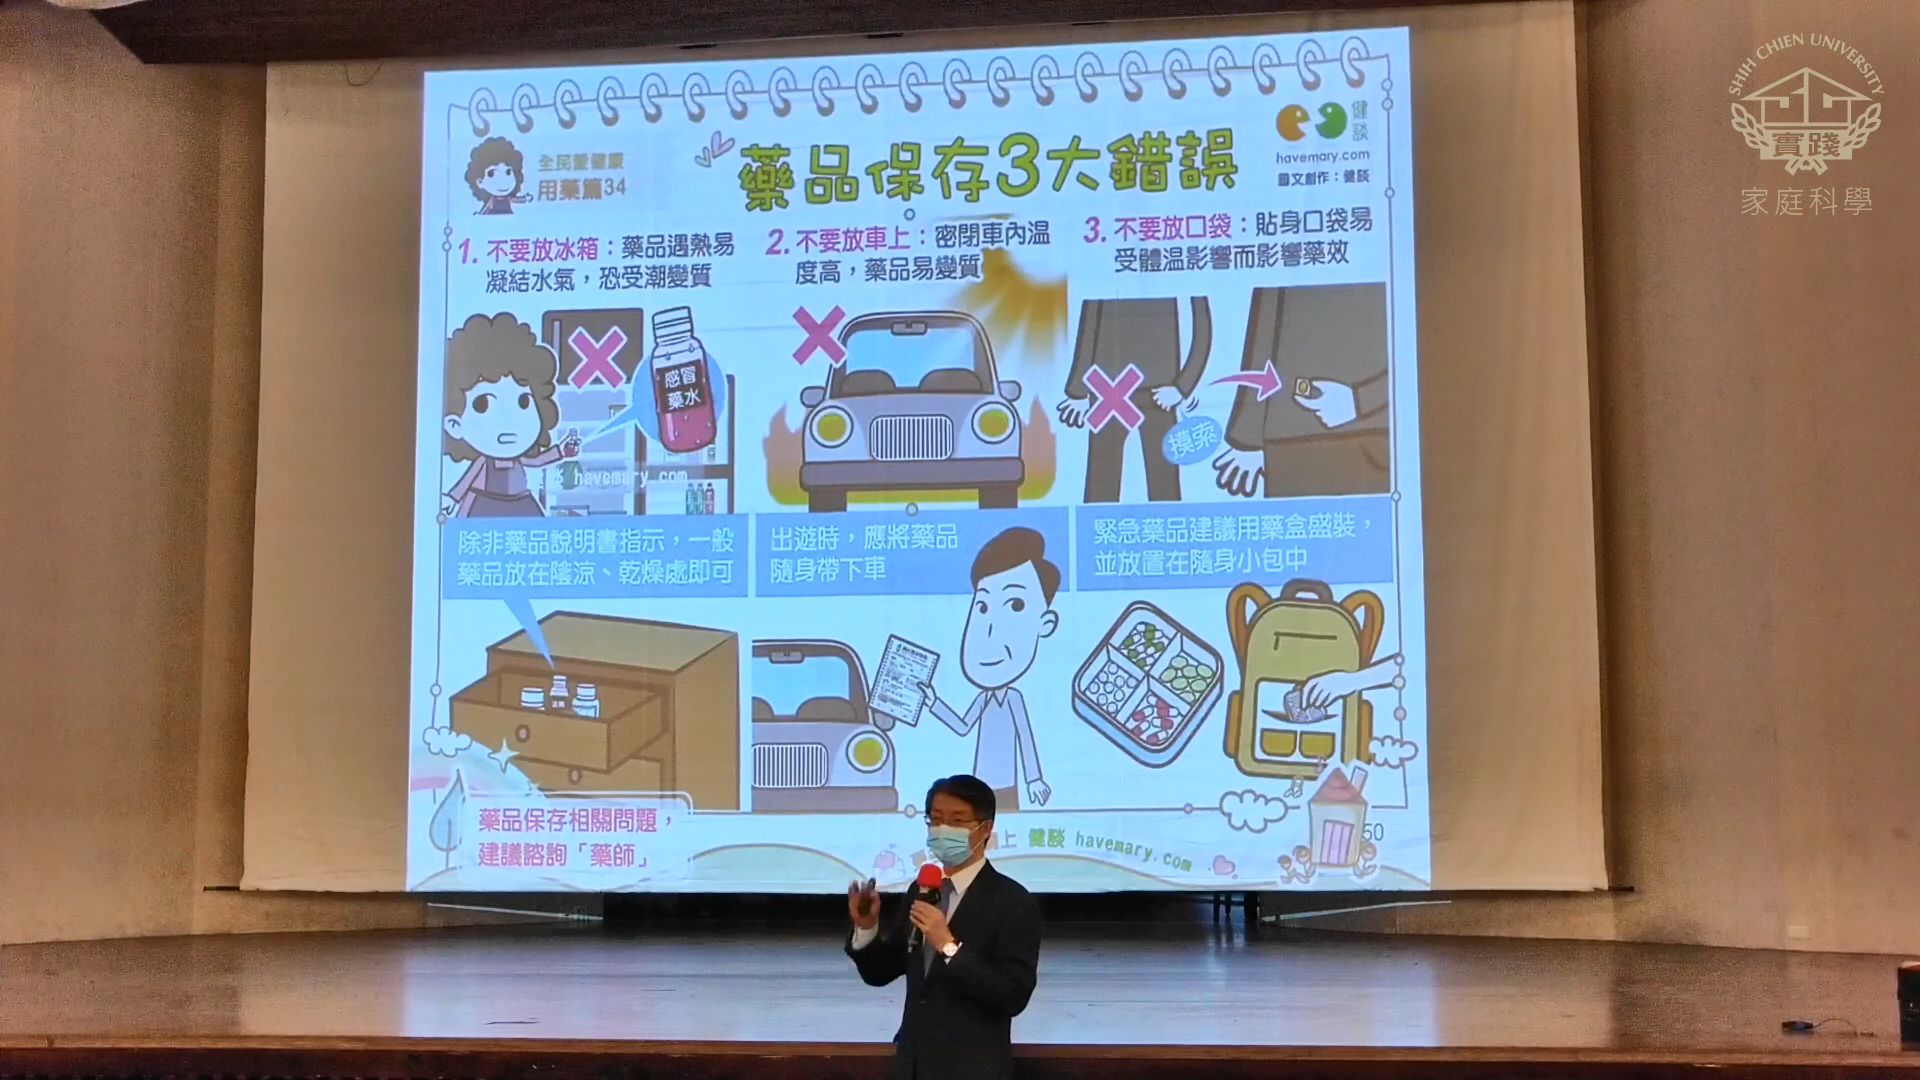 SHIH CHIEN UNIVERSITY
實踐
家庭科學
全民愛健康
用藥篇34
藥品保存3大錯誤
健談
havemary.com
圖文創作：健談
1. 不要放冰箱：藥品遇熱易
凝結水氣，恐受潮變質
2. 不要放車上：密閉車內溫
度高，藥品易變質
3. 不要放口袋：貼身口袋易
受體溫影響而影響藥效
感冒
藥水
摸索
havemary.com
除非藥品說明書指示，一般
藥品放在陰涼、乾燥處即可
出遊時，應將藥品
隨身帶下車
緊急藥品建議用藥盒盛裝，
並放置在隨身小包中
藥品保存相關問題，
建議諮詢「藥師」
上 健談 havemary.com
50